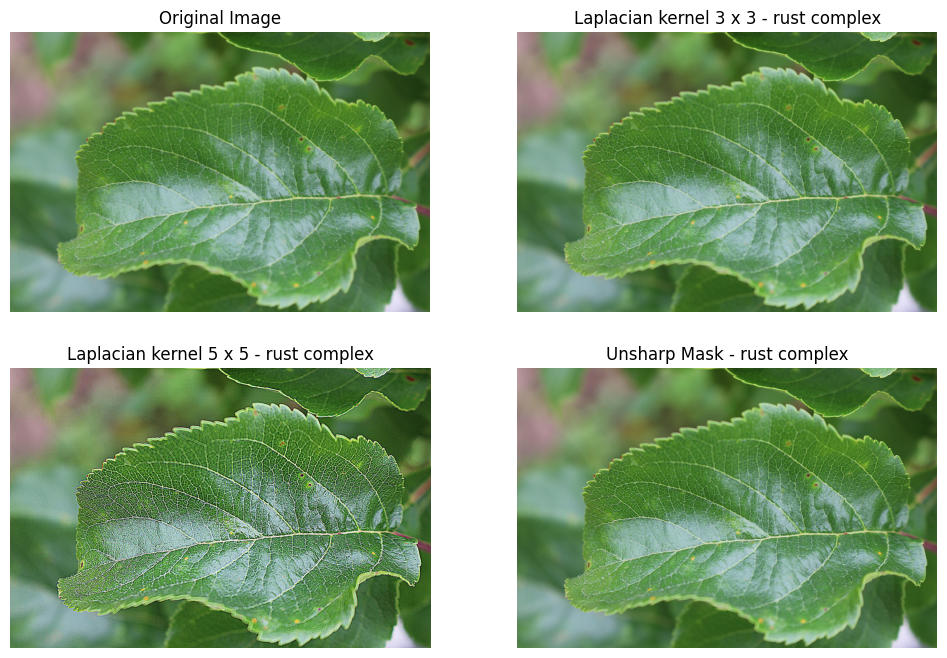 Original Image
Laplacian kernel 3 x 3 - rust complex
Laplacian kernel 5 x 5 - rust complex
Unsharp Mask - rust complex